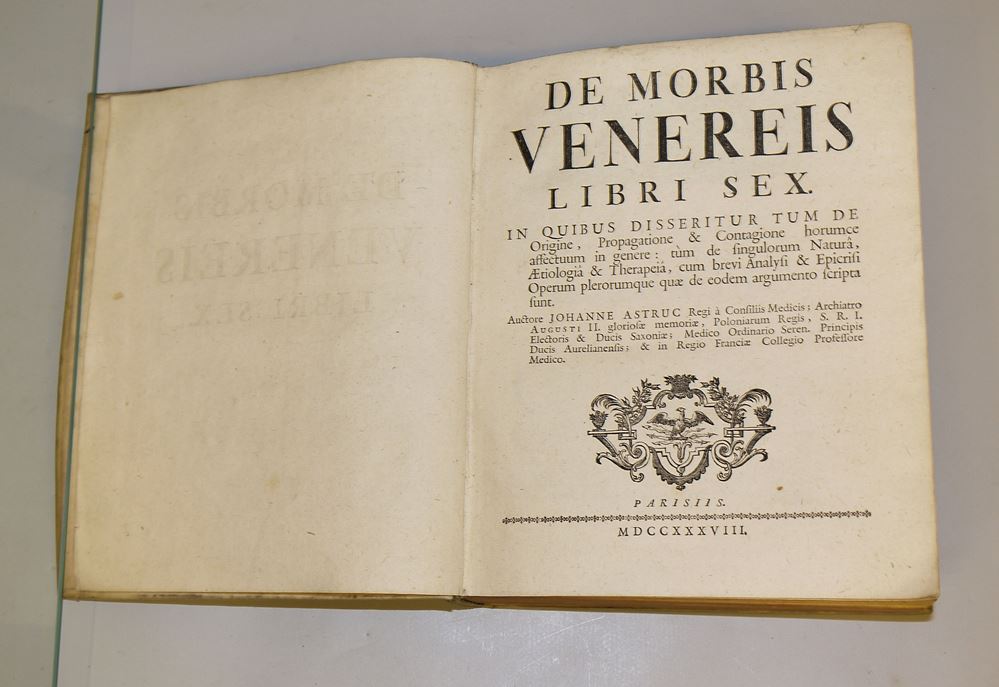 DE MORBIS
VENEREIS
LIBRI SEX.
IN QUIBUS DISSERITUR TUM DE
Origine, Propagatione & Contagione horumce
affectuum in genere : tùm de ſingulorum Naturâ,
Ætiologiâ & Therapeiâ, cum brevi Analyſi & Epicriſi
Operum plerorumque quæ de eodem argumento ſcripta
ſunt.
Auctore JOHANNE ASTRUC Regi à Conſiliis Medicis; Archiatro
AUGUSTI II. glorioſæ memoriæ, Poloniarum Regis, S. R. I.
Electoris & Ducis Saxoniæ; Medico Ordinario Seren. Principis
Ducis Aurelianenſis; & in Regio Franciæ Collegio Profeſſore
Medico.
PARISIIS.
MDCCXXXVIII.